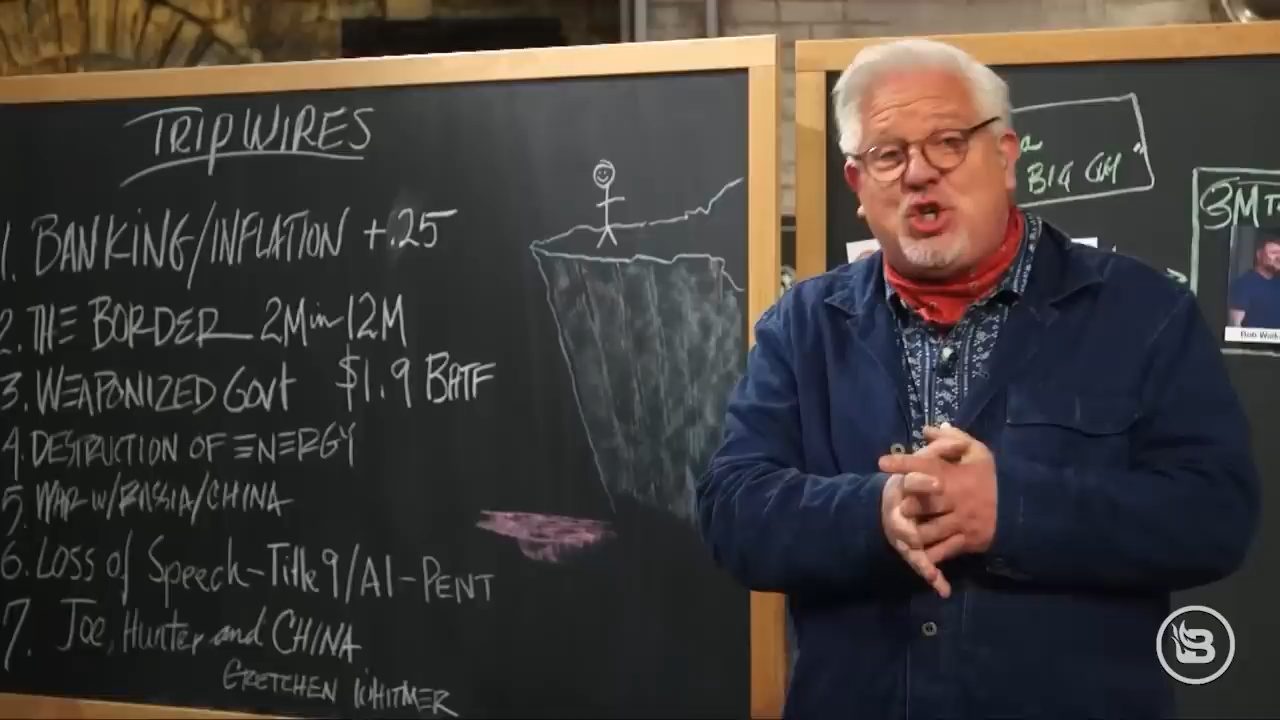 TRIPWIRES
1. BANKING/INFLATION +.25
2. THE BORDER 2M in 12M
3. WEAPONIZED GOVT $1.9 BATF
4. DESTRUCTION OF ENERGY
5. WAR W/RUSSIA/CHINA
6. Loss of Speech-Title 9/AI-PENT
7. Joe, Hunter and CHINA
GRETCHEN WHITMER
BIG GUY
3M
Rob
B